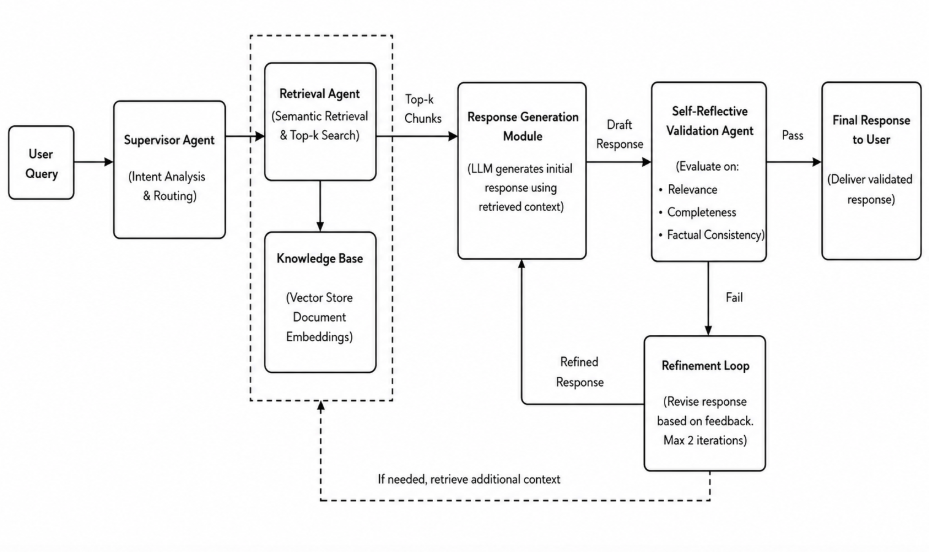 User
Query
Supervisor Agent
(Intent Analysis
& Routing)
Retrieval Agent
(Semantic Retrieval
& Top-k Search)
Knowledge Base
(Vector Store
Document
Embeddings)
Top-k
Chunks
Response Generation
Module
(LLM generates initial
response using
retrieved context)
Draft
Response
Self-Reflective
Validation Agent
(Evaluate on:
• Relevance
• Completeness
• Factual Consistency)
Pass
Final Response
to User
(Deliver validated
response)
Fail
Refinement Loop
(Revise response
based on feedback.
Max 2 iterations)
Refined
Response
If needed, retrieve additional context